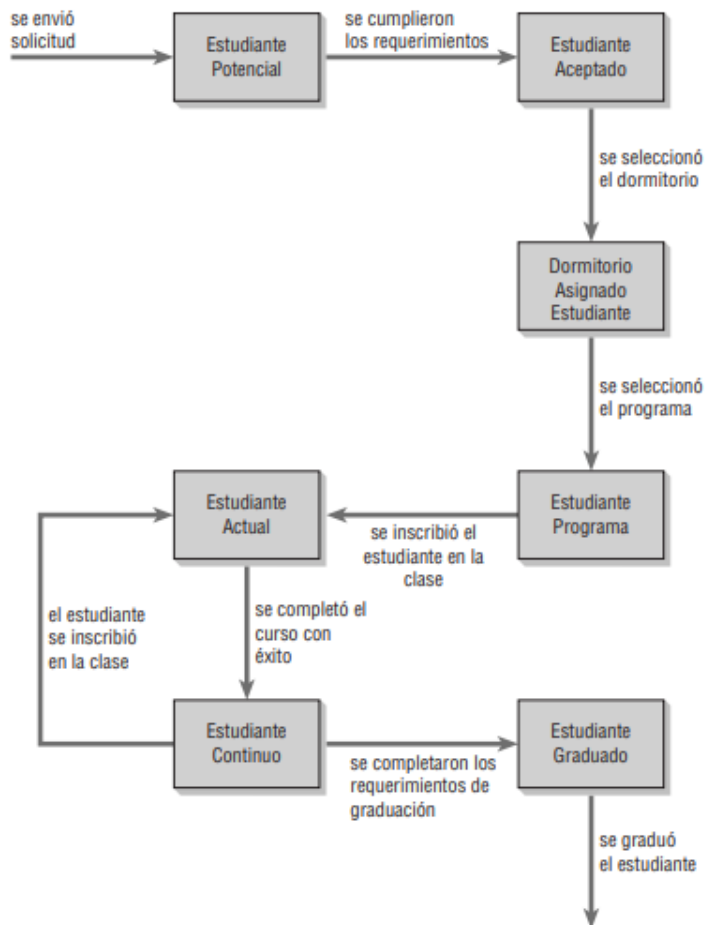 se envió
solicitud
Estudiante
Potencial
se cumplieron
los requerimientos
Estudiante
Aceptado
se seleccionó
el dormitorio
Dormitorio
Asignado
Estudiante
se seleccionó
el programa
Estudiante
Programa
se inscribió el
estudiante en la
clase
Estudiante
Actual
el estudiante
se inscribió
en la clase
se completó el
curso con
éxito
Estudiante
Continuo
se completaron los
requerimientos de
graduación
Estudiante
Graduado
se graduó
el estudiante